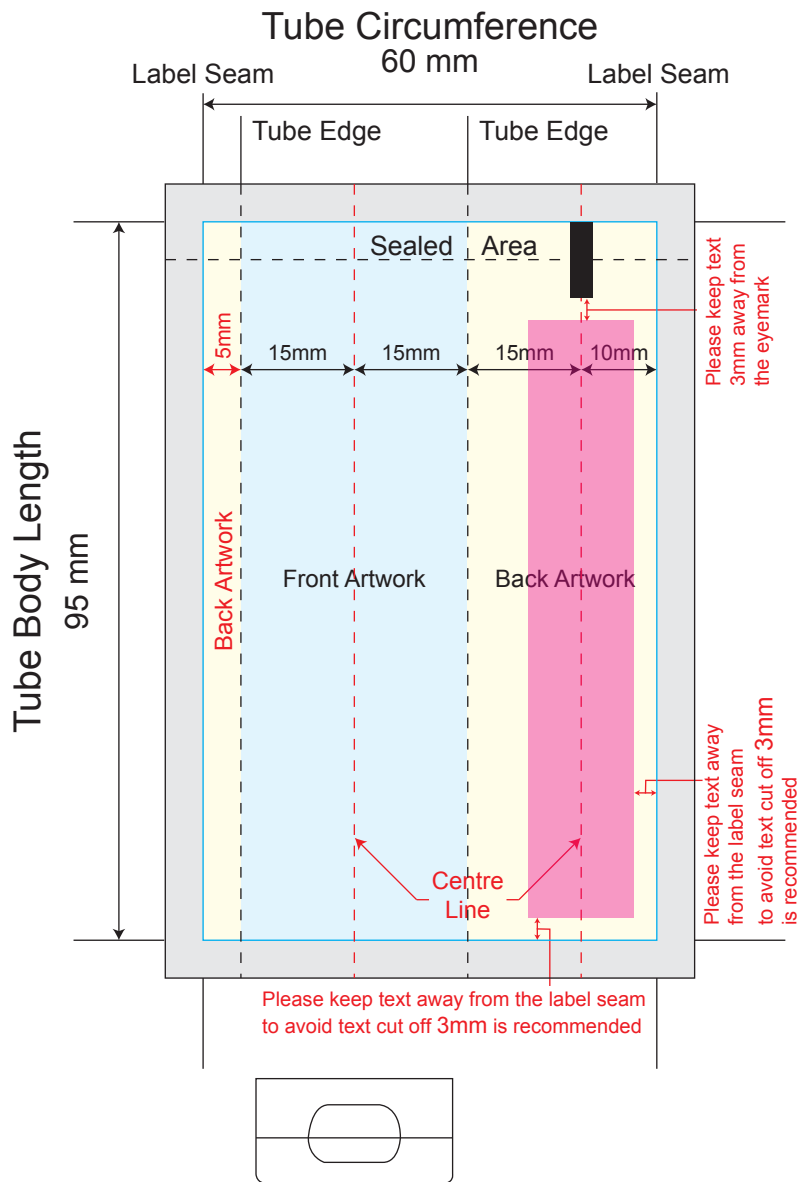 Tube Circumference
60 mm
Label Seam
Label Seam
Tube Edge
Tube Edge
Sealed Area
Please keep text
3mm away from
the eyemark
5mm
15mm
15mm
15mm
10mm
Tube Body Length
95 mm
Back Artwork
Front Artwork
Back Artwork
Please keep text away
from the label seam
to avoid text cut off 3mm
is recommended
Centre
Line
Please keep text away from the label seam
to avoid text cut off 3mm is recommended